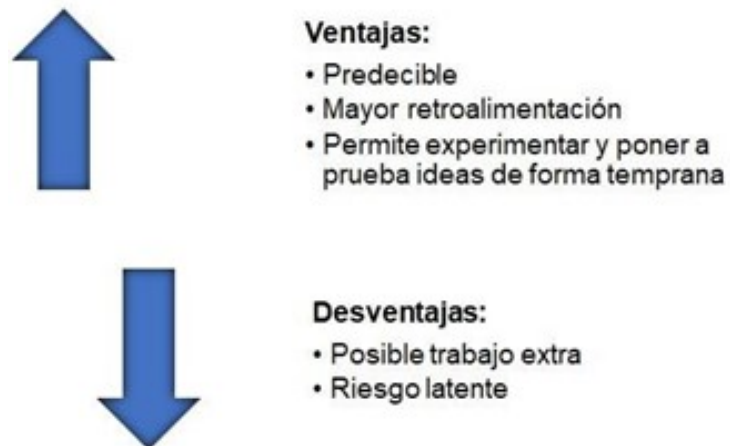 Ventajas:
• Predecible
• Mayor retroalimentación
• Permite experimentar y poner a
prueba ideas de forma temprana
Desventajas:
• Posible trabajo extra
• Riesgo latente